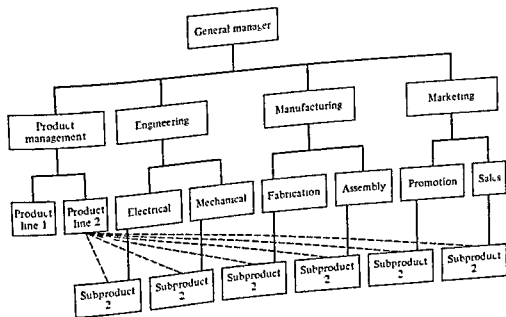 General manager
Product
management
Engineering
Manufacturing
Marketing
Product
line 1
Product
line 2
Electrical
Mechanical
Fabrication
Assembly
Promotion
Sales
Subproduct
2
Subproduct
2
Subproduct
2
Subproduct
2
Subproduct
2
Subproduct
2